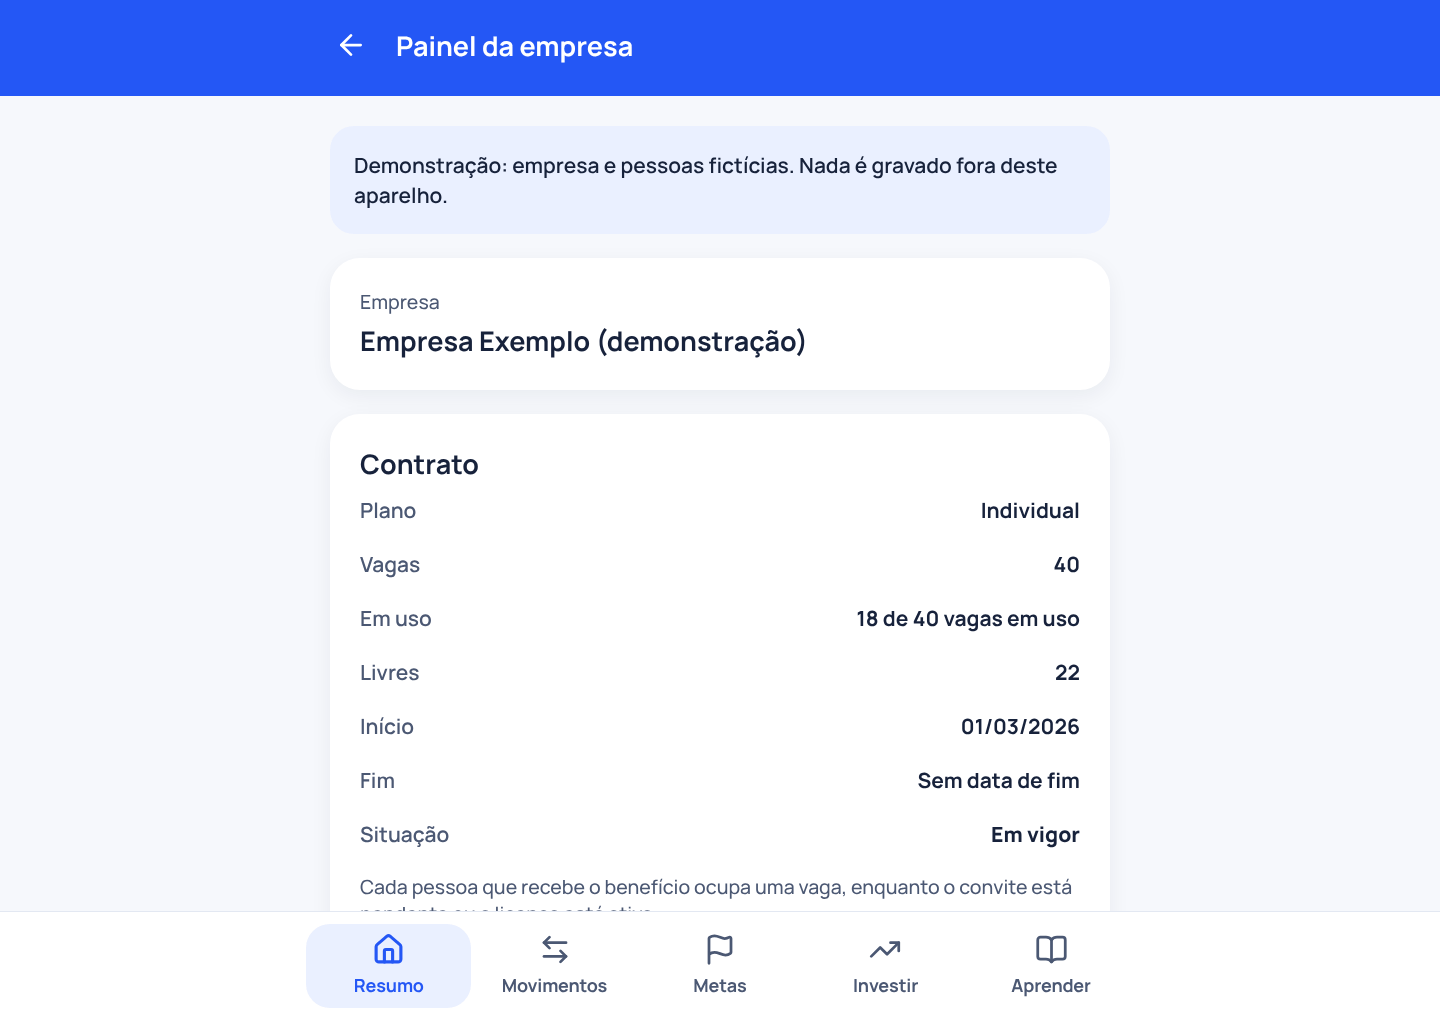 Painel da empresa
Demonstração: empresa e pessoas fictícias. Nada é gravado fora deste
aparelho.
Empresa
Empresa Exemplo (demonstração)
Contrato
Plano Individual
Vagas 40
Em uso 18 de 40 vagas em uso
Livres 22
Início 01/03/2026
Fim Sem data de fim
Situação Em vigor
Cada pessoa que recebe o benefício ocupa uma vaga, enquanto o convite está
Resumo Movimentos Metas Investir Aprender